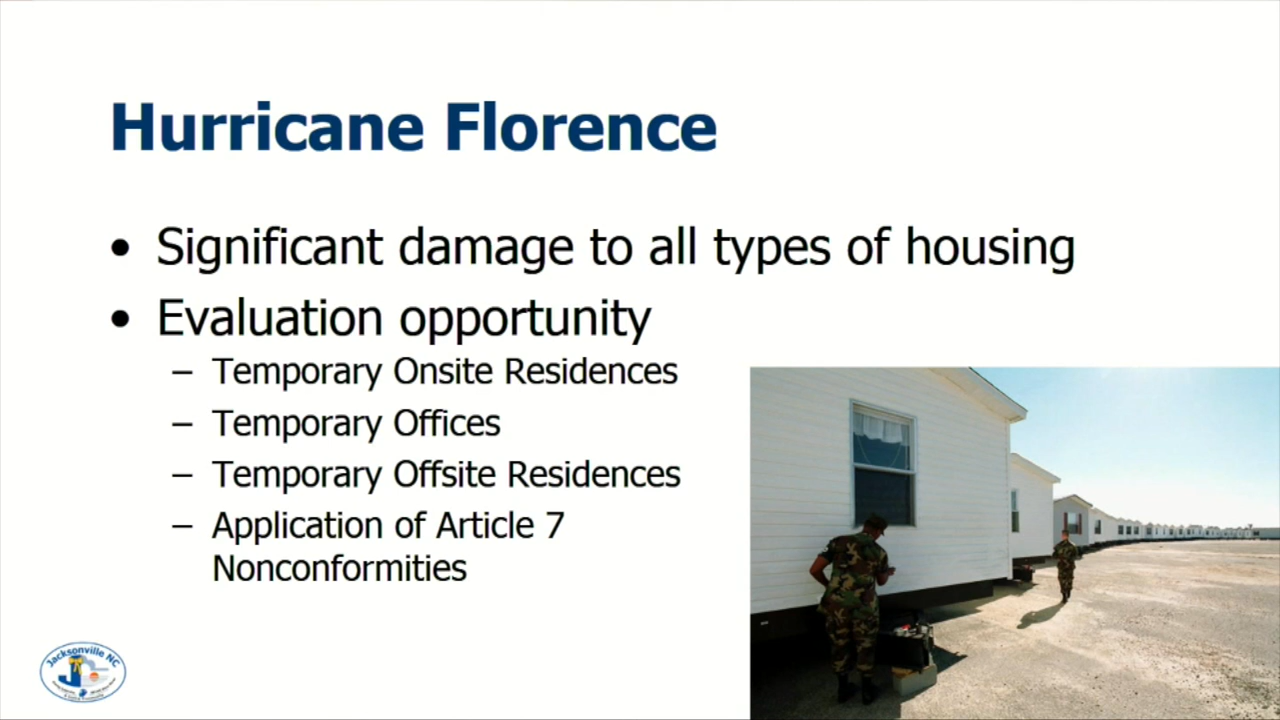 Hurricane Florence
• Significant damage to all types of housing
• Evaluation opportunity
– Temporary Onsite Residences
– Temporary Offices
– Temporary Offsite Residences
– Application of Article 7
Nonconformities
Jacksonville NC